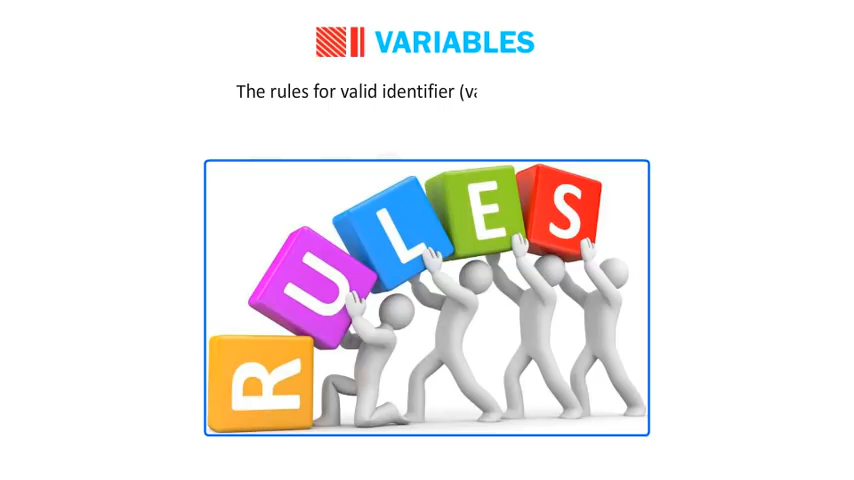 VARIABLES
The rules for valid identifier
RULES